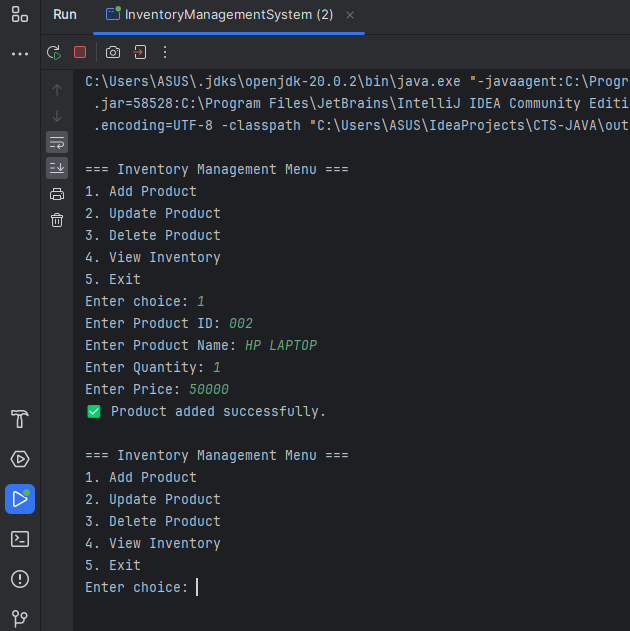 Run InventoryManagementSystem (2)
C:\Users\ASUS\.jdks\openjdk-20.0.2\bin\java.exe "-javaagent:C:\Progr
.jar=58528:C:\Program Files\JetBrains\IntelliJ IDEA Community Editi
.encoding=UTF-8 -classpath "C:\Users\ASUS\IdeaProjects\CTS-JAVA\out
=== Inventory Management Menu ===
1. Add Product
2. Update Product
3. Delete Product
4. View Inventory
5. Exit
Enter choice: 1
Enter Product ID: 002
Enter Product Name: HP LAPTOP
Enter Quantity: 1
Enter Price: 50000
✅ Product added successfully.
=== Inventory Management Menu ===
1. Add Product
2. Update Product
3. Delete Product
4. View Inventory
5. Exit
Enter choice: